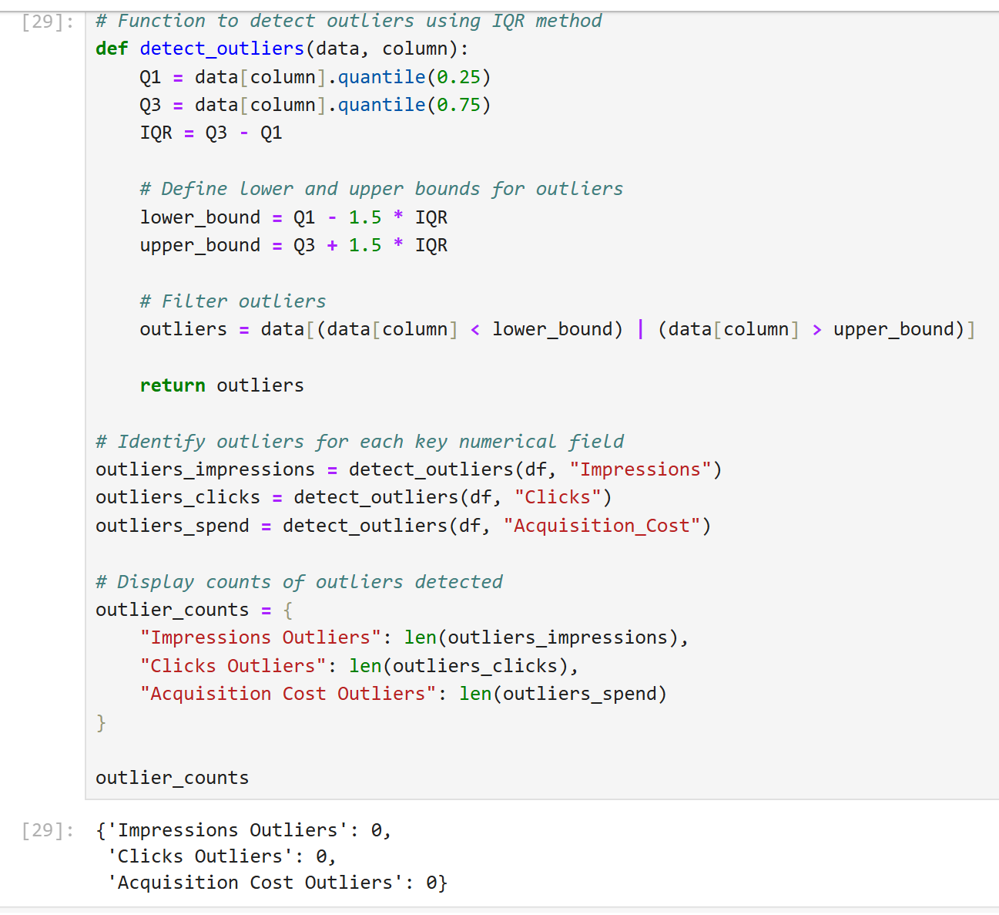 [29]: # Function to detect outliers using IQR method
def detect_outliers(data, column):
    Q1 = data[column].quantile(0.25)
    Q3 = data[column].quantile(0.75)
    IQR = Q3 - Q1

    # Define lower and upper bounds for outliers
    lower_bound = Q1 - 1.5 * IQR
    upper_bound = Q3 + 1.5 * IQR

    # Filter outliers
    outliers = data[(data[column] < lower_bound) | (data[column] > upper_bound)]

    return outliers

# Identify outliers for each key numerical field
outliers_impressions = detect_outliers(df, "Impressions")
outliers_clicks = detect_outliers(df, "Clicks")
outliers_spend = detect_outliers(df, "Acquisition_Cost")

# Display counts of outliers detected
outlier_counts = {
    "Impressions Outliers": len(outliers_impressions),
    "Clicks Outliers": len(outliers_clicks),
    "Acquisition Cost Outliers": len(outliers_spend)
}

outlier_counts
[29]: {'Impressions Outliers': 0,
 'Clicks Outliers': 0,
 'Acquisition Cost Outliers': 0}